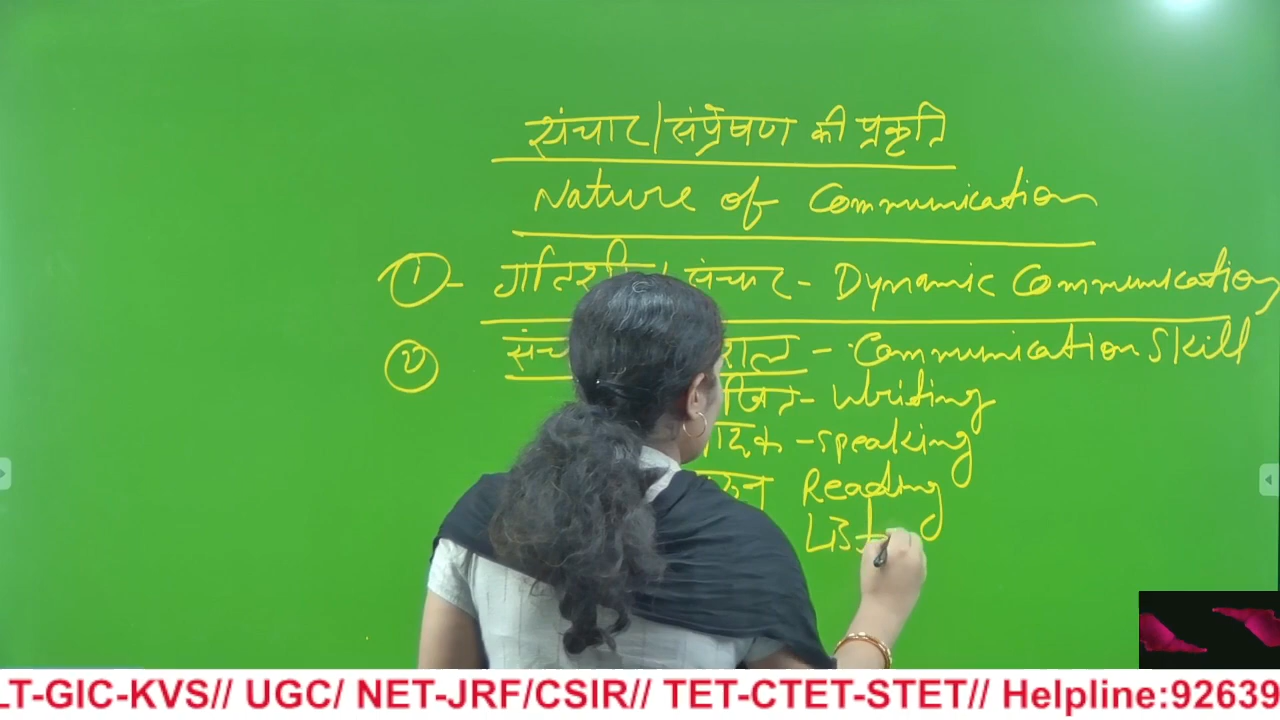 संचार/संप्रेषण की प्रकृति
Nature of Communication
① - संचार - Dynamic Communication
② - Communication Skill
- Writing
- Speaking
Reading
LT-GIC-KVS// UGC/ NET-JRF/CSIR// TET-CTET-STET// Helpline:92639